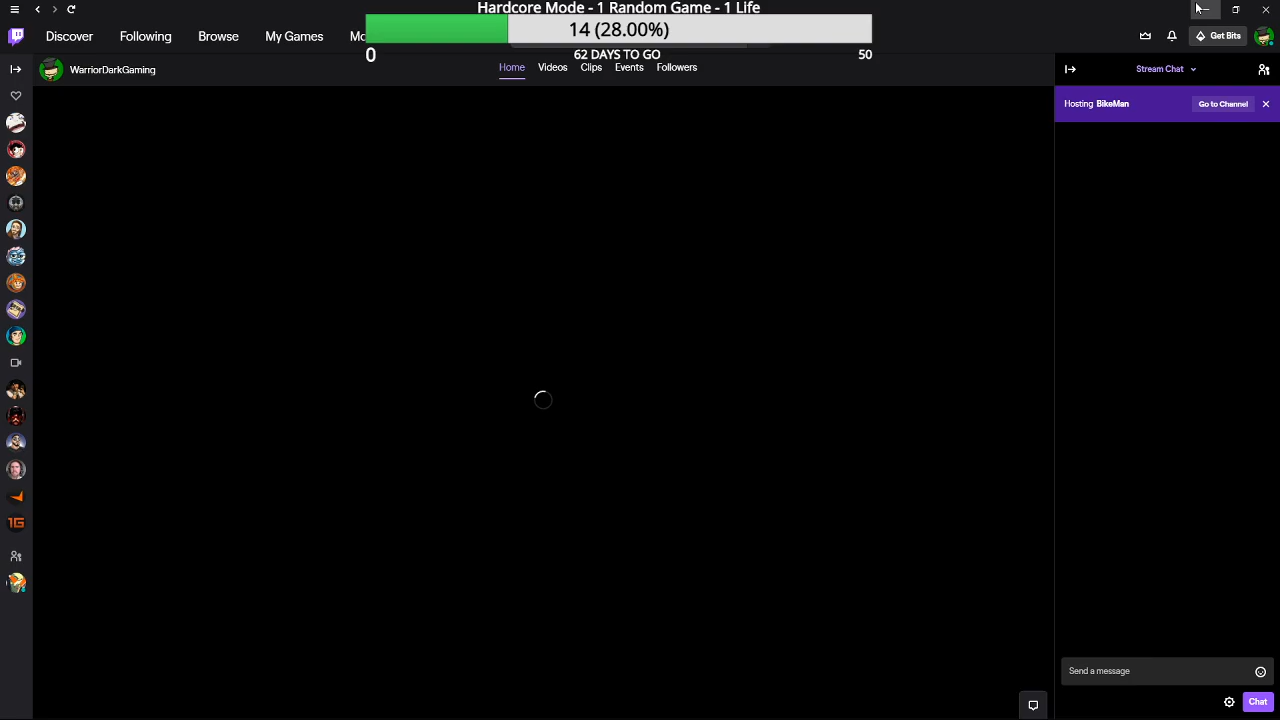 Hardcore Mode - 1 Random Game - 1 Life
14 (28.00%)
0
62 DAYS TO GO
50
Discover
Following
Browse
My Games
Mo
Get Bits
WarriorDarkGaming
Home
Videos
Clips
Events
Followers
Stream Chat
Hosting BikeMan
Go to Channel
1G
Send a message
Chat